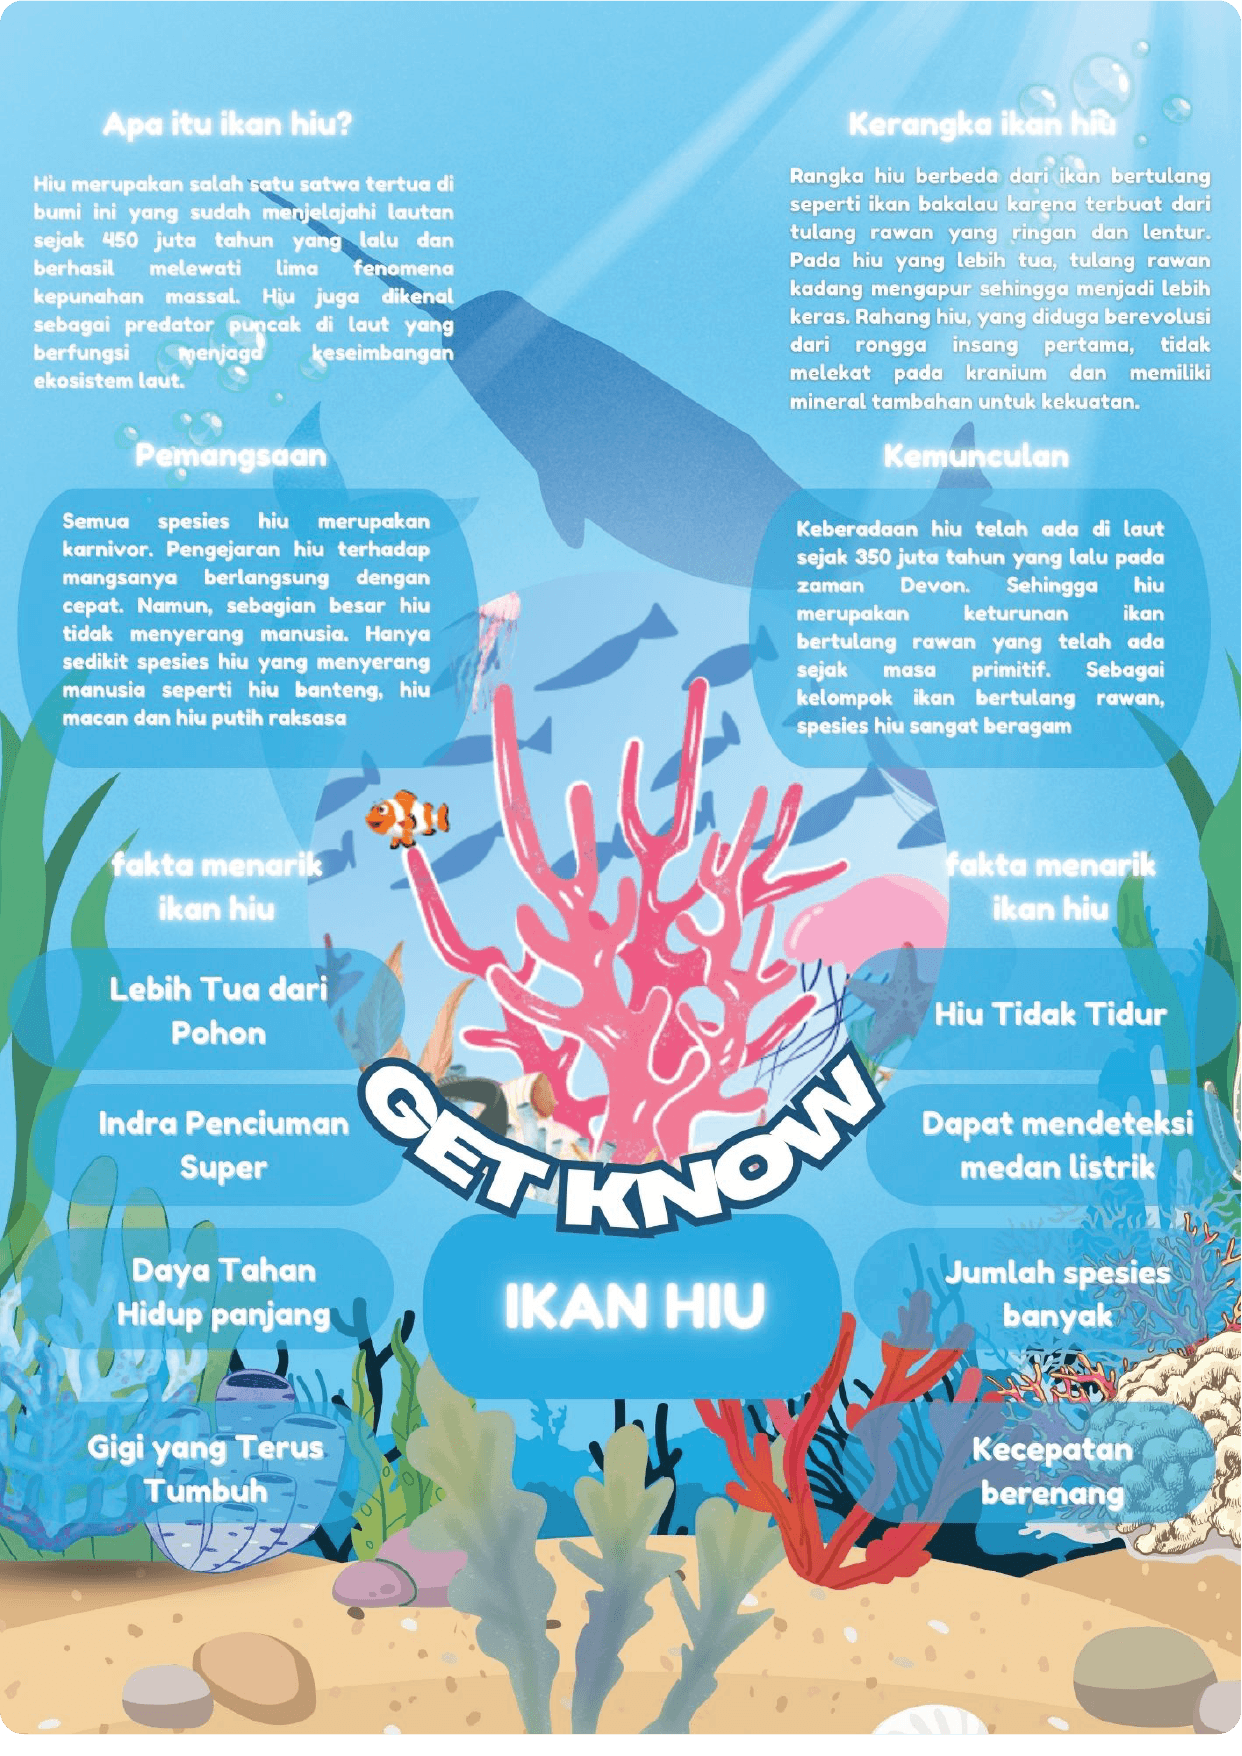 Apa itu ikan hiu?
Hiu merupakan salah satu satwa tertua di
bumi ini yang sudah menjelajahi lautan
sejak 450 juta tahun yang lalu dan
berhasil melewati lima fenomena
kepunahan massal. Hiu juga dikenal
sebagai predator puncak di laut yang
berfungsi menjaga keseimbangan
ekosistem laut.
Pemangsaan
Semua spesies hiu merupakan
karnivor. Pengejaran hiu terhadap
mangsanya berlangsung dengan
cepat. Namun, sebagian besar hiu
tidak menyerang manusia. Hanya
sedikit spesies hiu yang menyerang
manusia seperti hiu banteng, hiu
macan dan hiu putih raksasa
fakta menarik
ikan hiu
Lebih Tua dari
Pohon
Indra Penciuman
Super
Daya Tahan
Hidup panjang
Gigi yang Terus
Tumbuh
Kerangka ikan hiu
Rangka hiu berbeda dari ikan bertulang
seperti ikan bakalau karena terbuat dari
tulang rawan yang ringan dan lentur.
Pada hiu yang lebih tua, tulang rawan
kadang mengapur sehingga menjadi lebih
keras. Rahang hiu, yang diduga berevolusi
dari rongga insang pertama, tidak
melekat pada kranium dan memiliki
mineral tambahan untuk kekuatan.
Kemunculan
Keberadaan hiu telah ada di laut
sejak 350 juta tahun yang lalu pada
zaman Devon. Sehingga hiu
merupakan keturunan ikan
bertulang rawan yang telah ada
sejak masa primitif. Sebagai
kelompok ikan bertulang rawan,
spesies hiu sangat beragam
fakta menarik
ikan hiu
Hiu Tidak Tidur
Dapat mendeteksi
medan listrik
Jumlah spesies
banyak
Kecepatan
berenang
GET KNOW
IKAN HIU